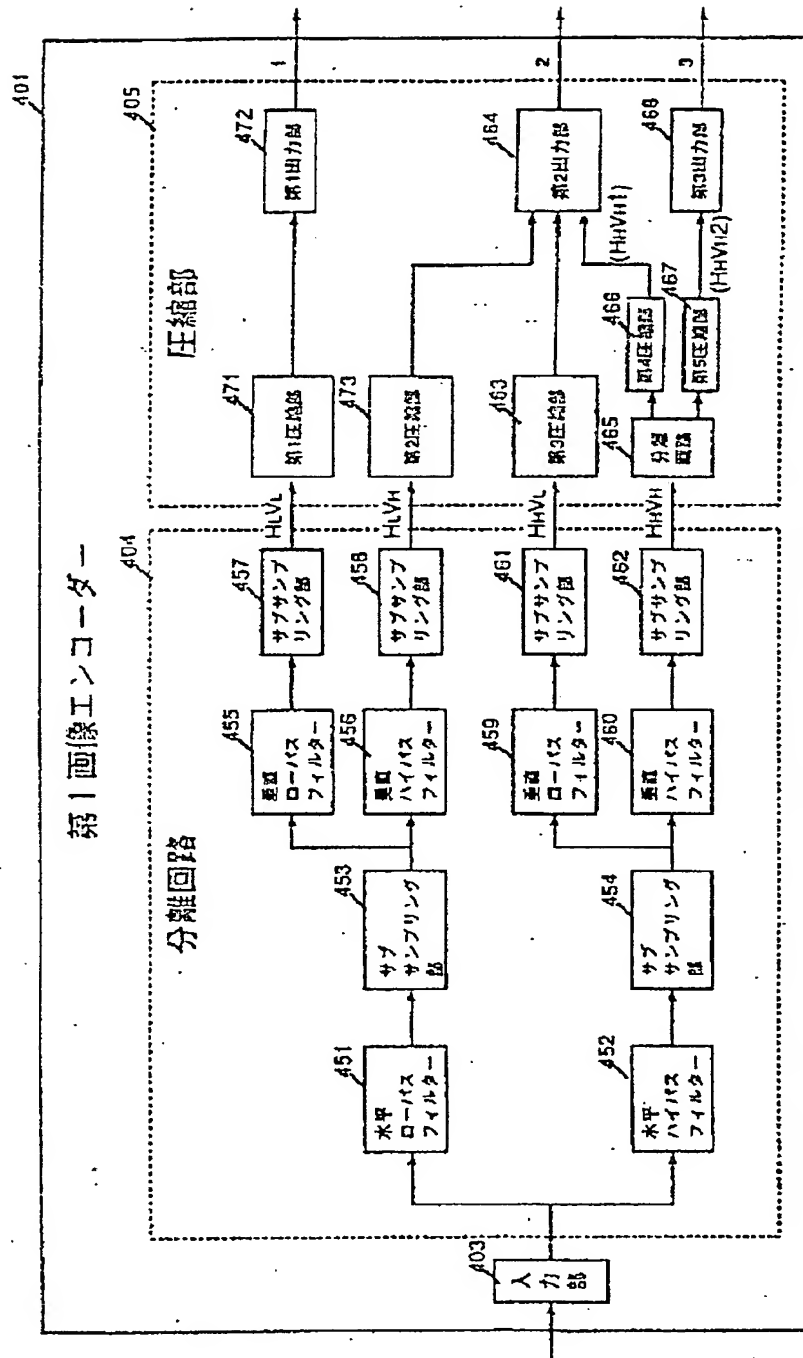 第1画像エンコーダー
401
403
入力部
404
分離回路
451
水平
ローパス
フィルター
452
水平
ハイパス
フィルター
453
サブ
サンプリング
部
454
サブ
サンプリング
部
455
垂直
ローパス
フィルター
456
垂直
ハイパス
フィルター
459
垂直
ローパス
フィルター
460
垂直
ハイパス
フィルター
457
サブサンプ
リング部
458
サブサンプ
リング部
461
サブサンプ
リング部
462
サブサンプ
リング部
HLVL
HLVH
HHVL
HHVH
405
圧縮部
471
第1圧縮部
473
第2圧縮部
463
第3圧縮部
465
分離
466
第4圧縮部
467
第5圧縮部
(HHVH1)
(HHVH2)
472
第1出力部
464
第2出力部
468
第3出力部
1
2
3